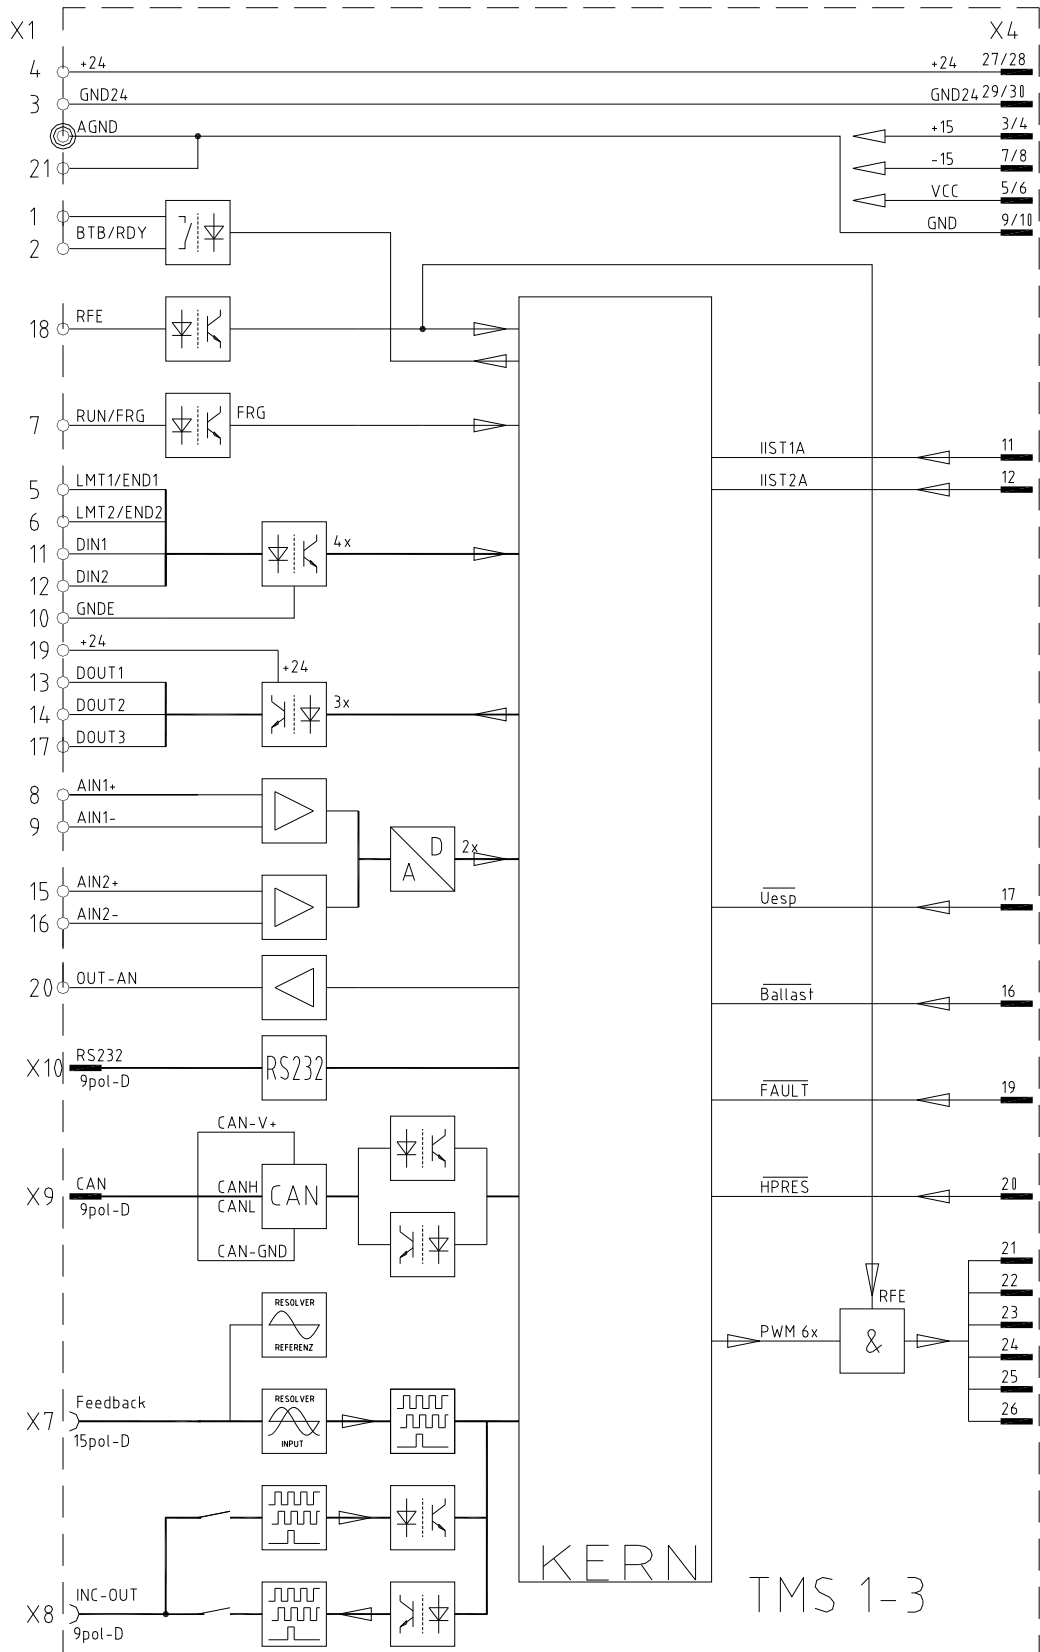 X1 X4
4 +24 +24 27/28
3 GND24 GND24 29/30
AGND +15 3/4
21 -15 7/8
VCC 5/6
1 GND 9/10
BTB/RDY
2
18 RFE
7 RUN/FRG FRG
IIST1A 11
5 LMT1/END1 IIST2A 12
6 LMT2/END2
11 DIN1 4x
12 DIN2
10 GNDE
19 +24
+24
13 DOUT1
14 DOUT2 3x
17 DOUT3
8 AIN1+
9 AIN1-
D 2x
A
15 AIN2+
Uesp 17
16 AIN2-
20 OUT-AN
Ballast 16
X10 RS232 RS232
9pol-D
FAULT 19
CAN-V+
X9 CAN CANH CAN HPRES 20
9pol-D CANL
CAN-GND
21
22
RFE
RESOLVER
REFERENZ
23
PWM 6x & 24
25
26
X7 Feedback
15pol-D
RESOLVER
INPUT
KERN
TMS 1-3
X8 INC-OUT
9pol-D